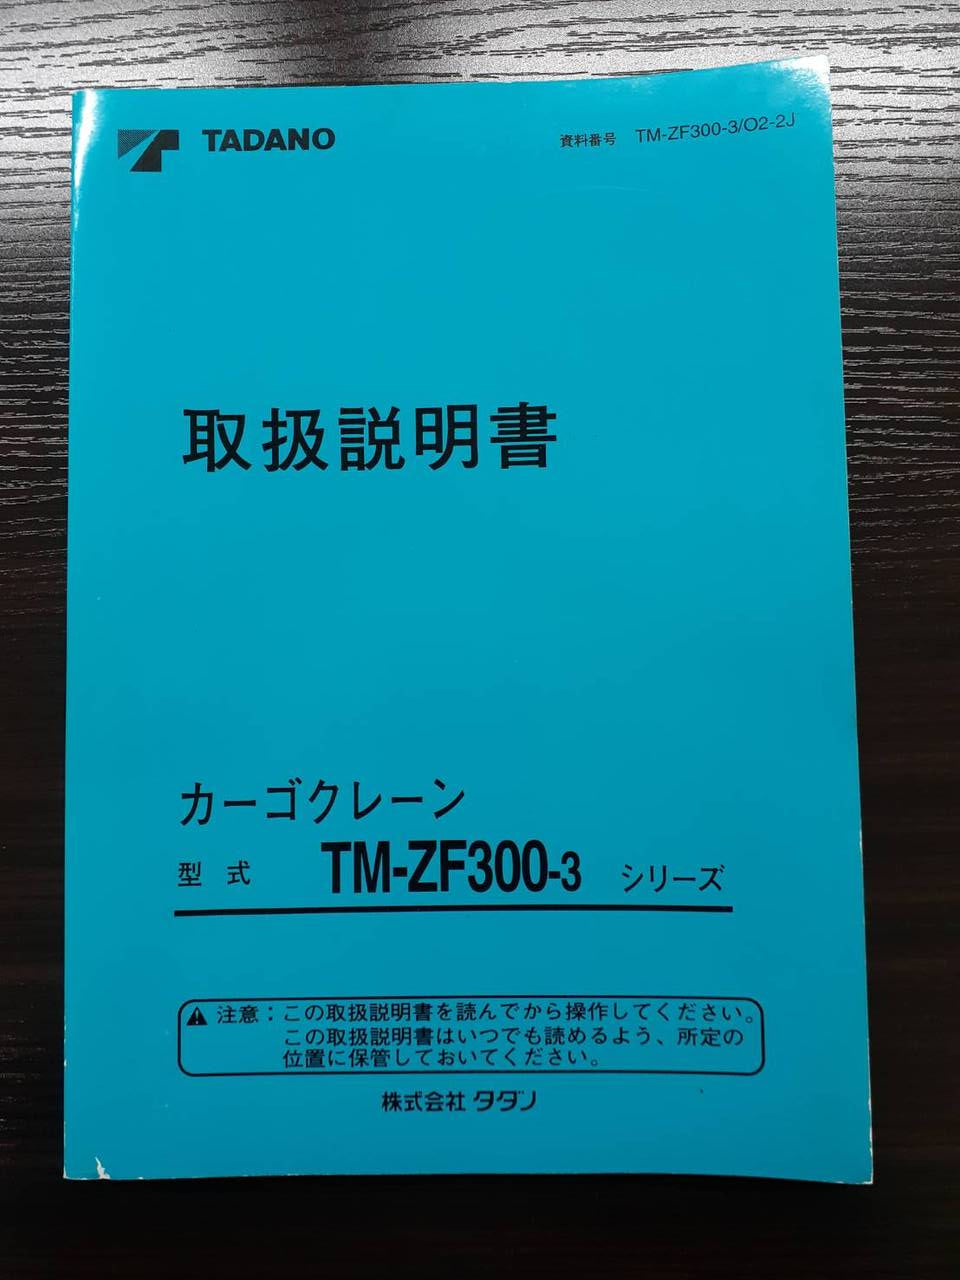 TADANO
資料番号 TM-ZF300-3/O2-2J
取扱説明書
カーゴクレーン
型式 TM-ZF300-3 シリーズ
注意：この取扱説明書を読んでから操作してください。
この取扱説明書はいつでも読めるよう、所定の
位置に保管しておいてください。
株式会社 タダノ